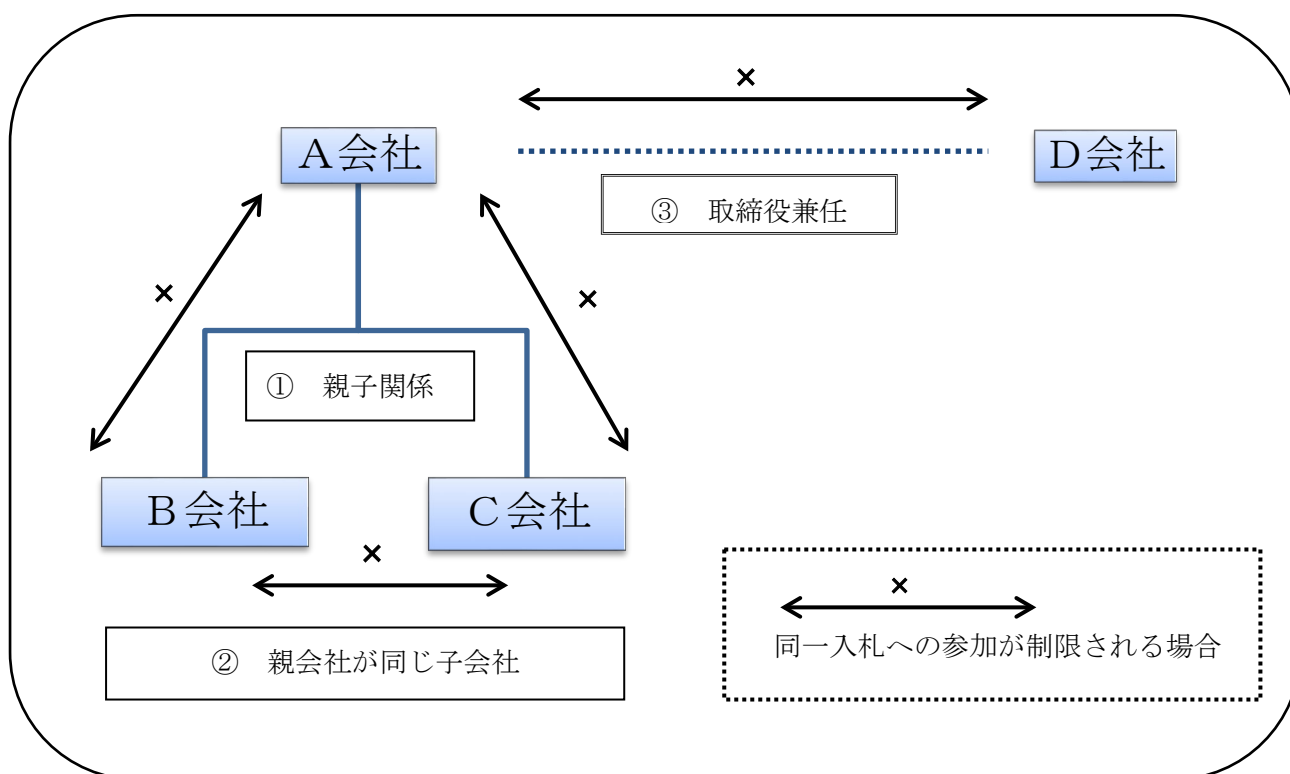 ×
A会社
D会社
③　取締役兼任
×
×
①　親子関係
B会社
C会社
×
×
②　親会社が同じ子会社
同一入札への参加が制限される場合